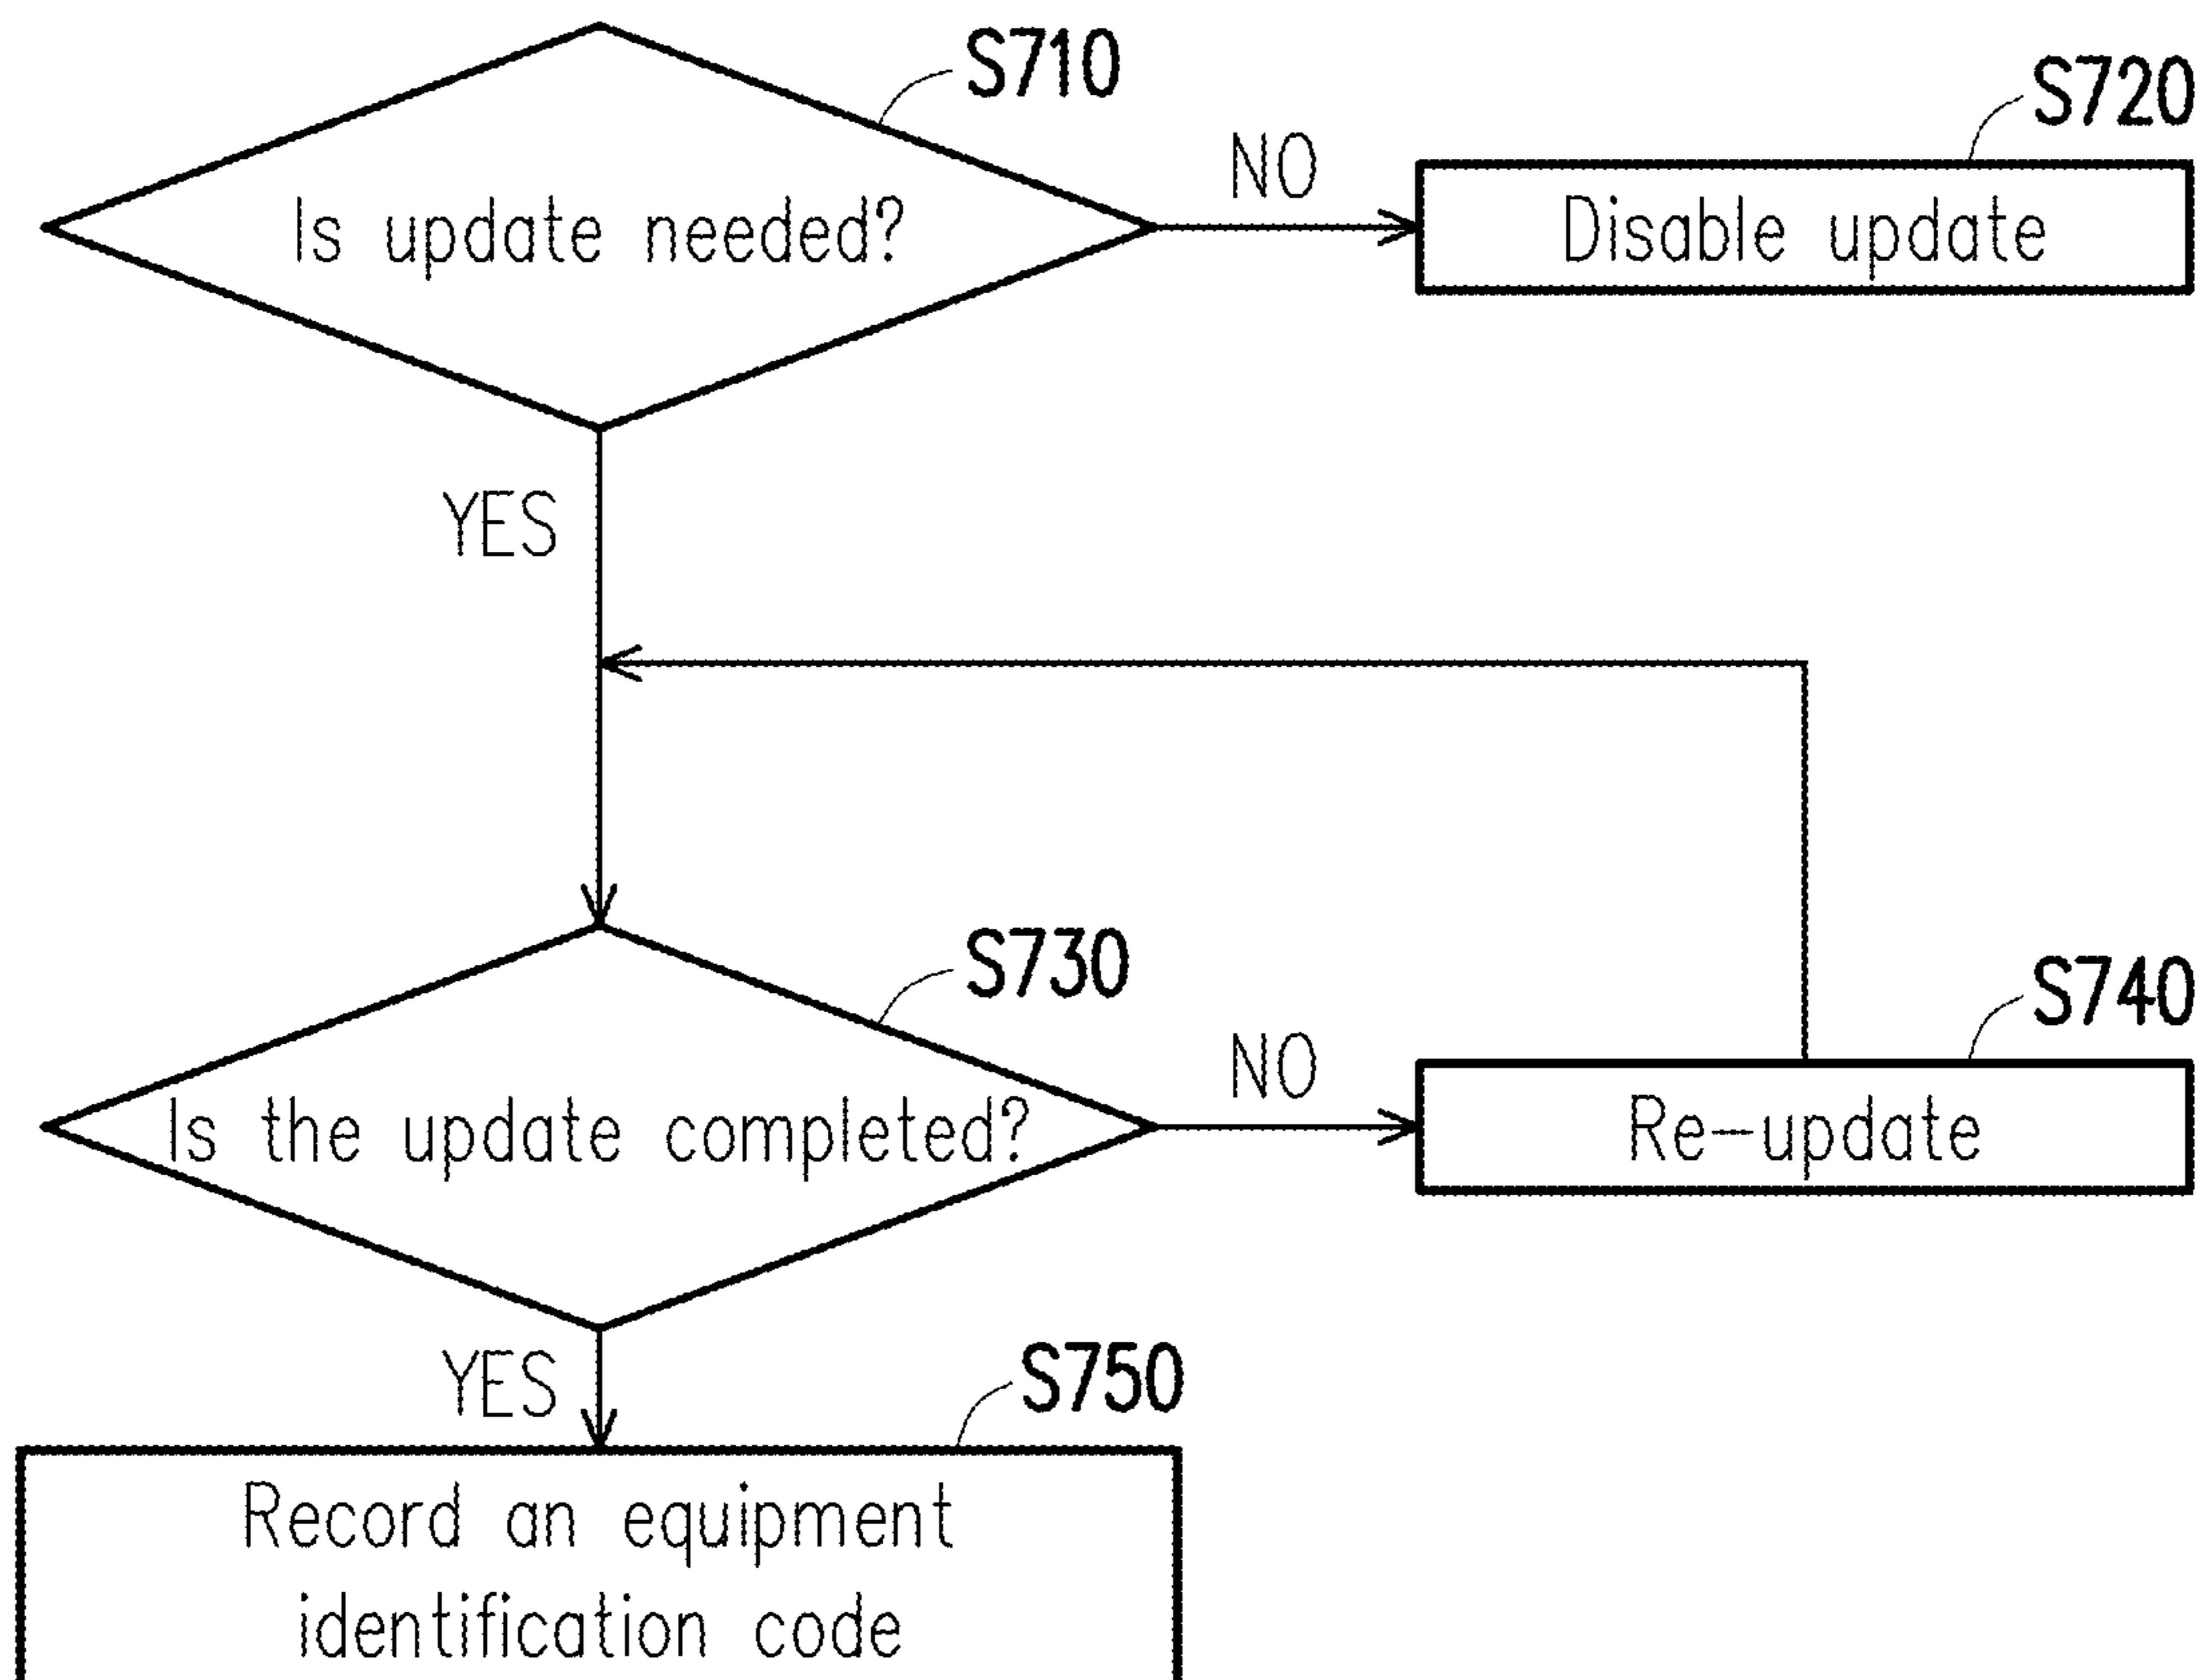 S710
S720
NO
Is update needed?
Disable update
YES
S730
S740
NO
Is the update completed?
Re-update
YES
S750
Record an equipment
identification code